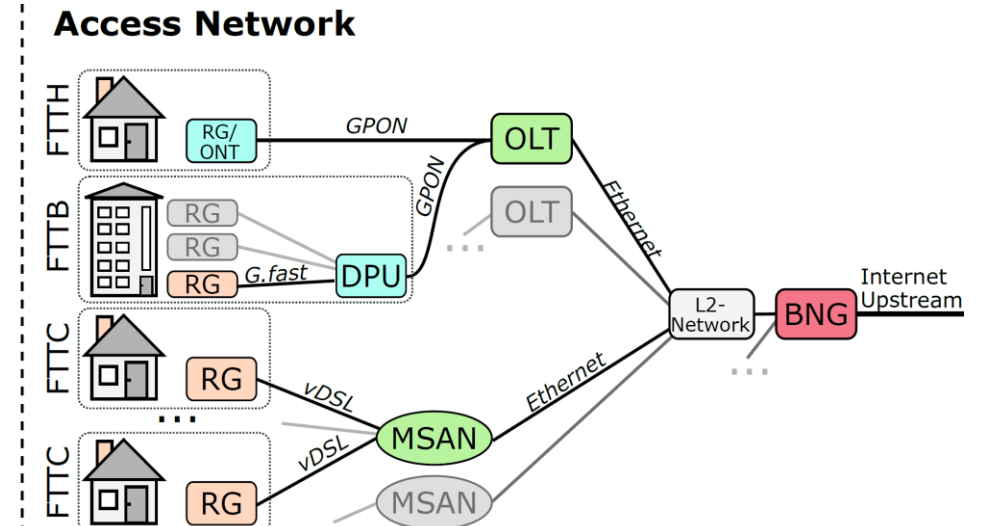 Access Network
FTTH
RG/
ONT
GPON
OLT
FTTB
RG
RG
RG
G.fast
DPU
GPON
OLT
...
Ethernet
L2-
Network
BNG
Internet
Upstream
...
FTTC
RG
vDSL
...
MSAN
Ethernet
FTTC
RG
vDSL
MSAN